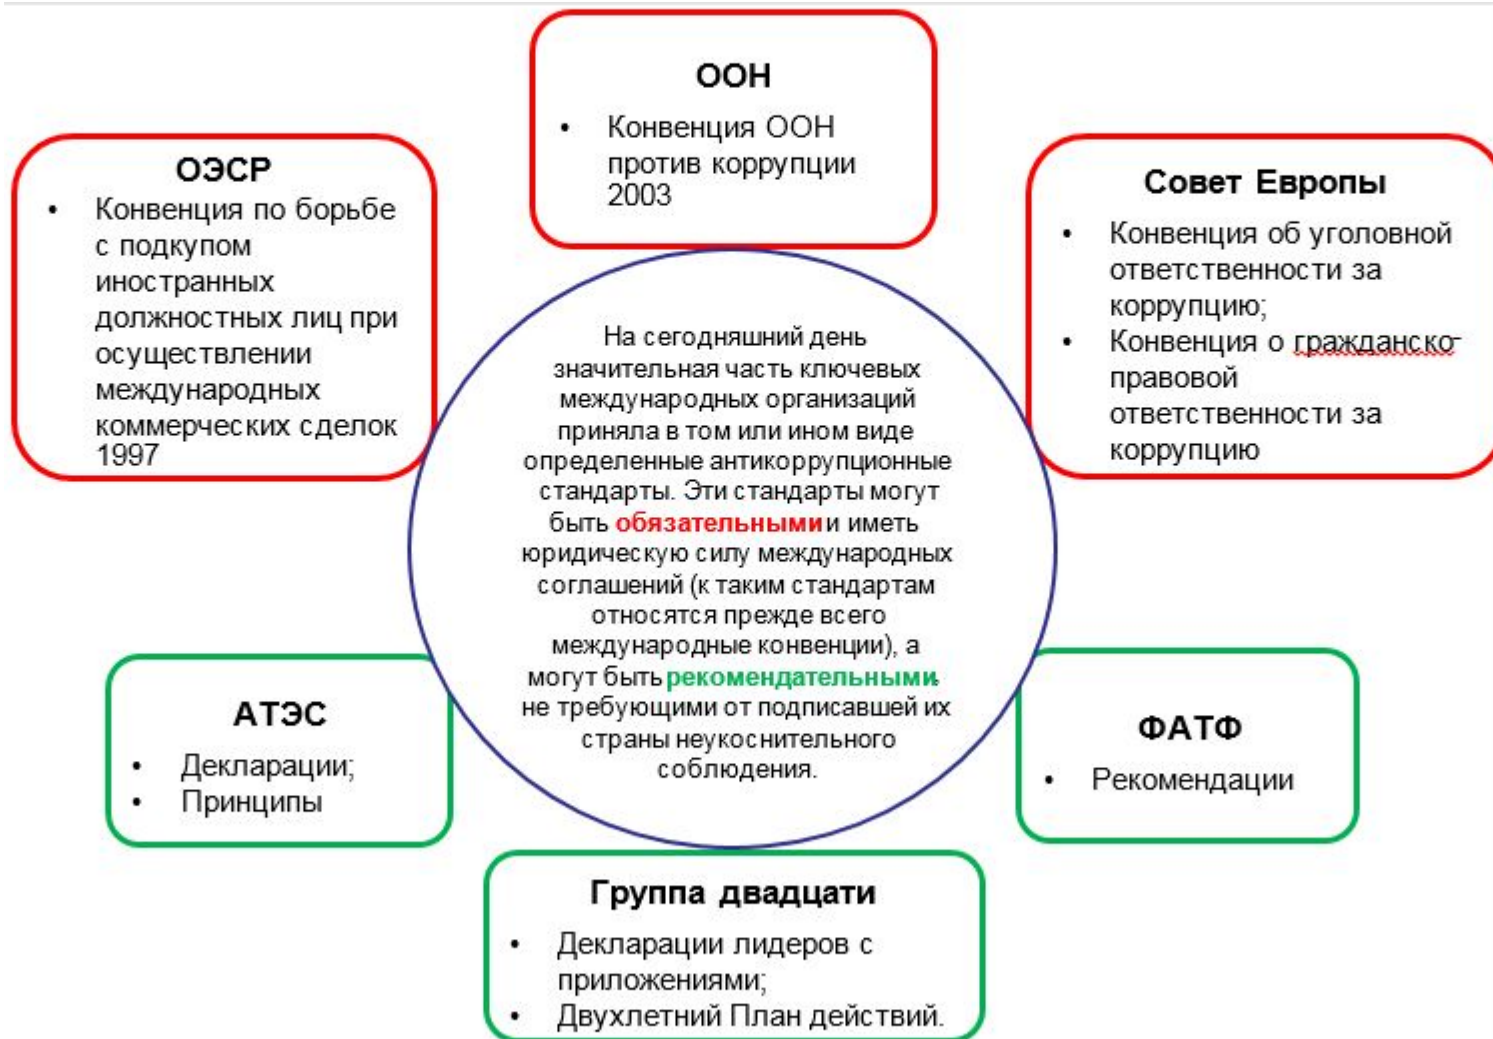 ООН
• Конвенция ООН
против коррупции
2003
ОЭСР
• Конвенция по борьбе
с подкупом
иностранных
должностных лиц при
осуществлении
международных
коммерческих сделок
1997
Совет Европы
• Конвенция об уголовной
ответственности за
коррупцию;
• Конвенция о гражданско-
правовой
ответственности за
коррупцию
На сегодняшний день
значительная часть ключевых
международных организаций
приняла в том или ином виде
определенные антикоррупционные
стандарты. Эти стандарты могут
быть обязательными и иметь
юридическую силу международных
соглашений (к таким стандартам
относятся прежде всего
международные конвенции), а
могут быть рекомендательными,
не требующими от подписавшей их
страны неукоснительного
соблюдения.
АТЭС
• Декларации;
• Принципы
ФАТФ
• Рекомендации
Группа двадцати
• Декларации лидеров с
приложениями;
• Двухлетний План действий.